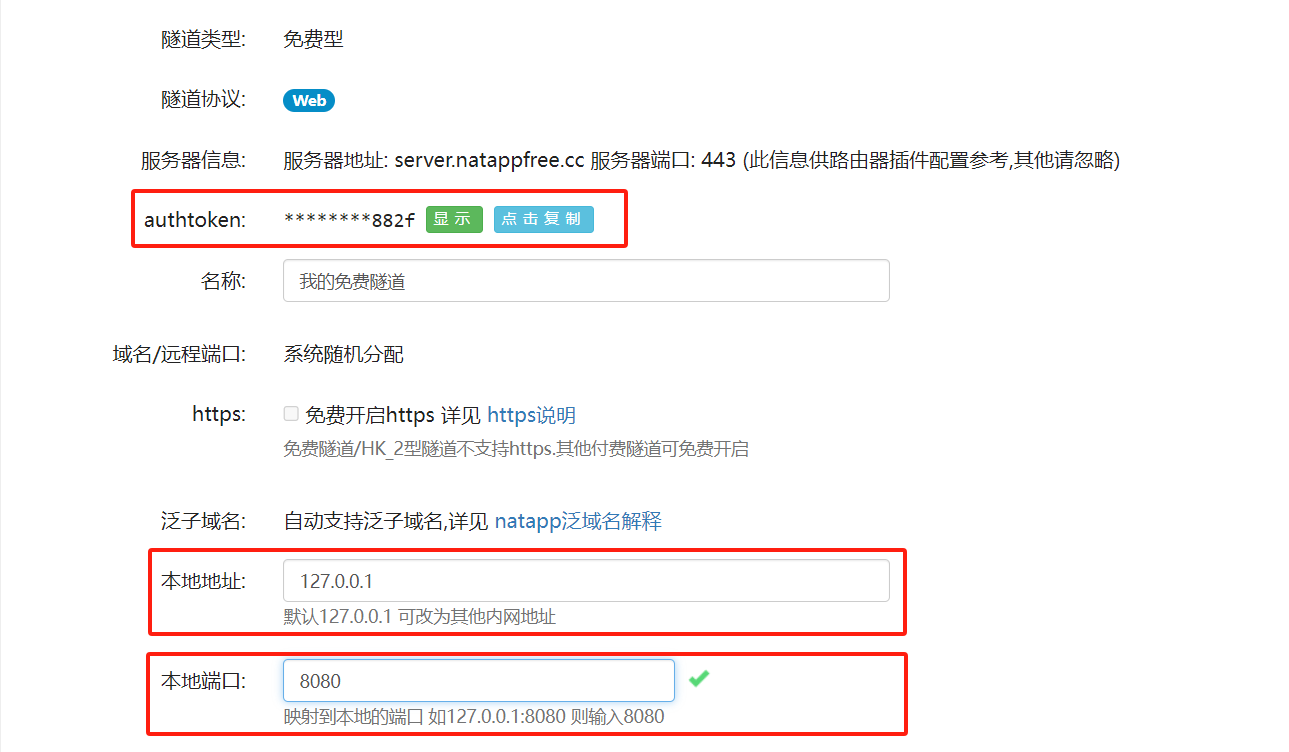 隧道类型: 免费型
隧道协议: Web
服务器信息: 服务器地址: server.natappfree.cc 服务器端口: 443 (此信息供路由器插件配置参考,其他请忽略)
authtoken: ********882f 显示 点击复制
名称: 我的免费隧道
域名/远程端口: 系统随机分配
https: 免费开启https 详见 https说明
免费隧道/HK_2型隧道不支持https.其他付费隧道可免费开启
泛子域名: 自动支持泛子域名,详见 natapp泛域名解释
本地地址: 127.0.0.1
默认127.0.0.1 可改为其他内网地址
本地端口: 8080
映射到本地的端口 如127.0.0.1:8080 则输入8080